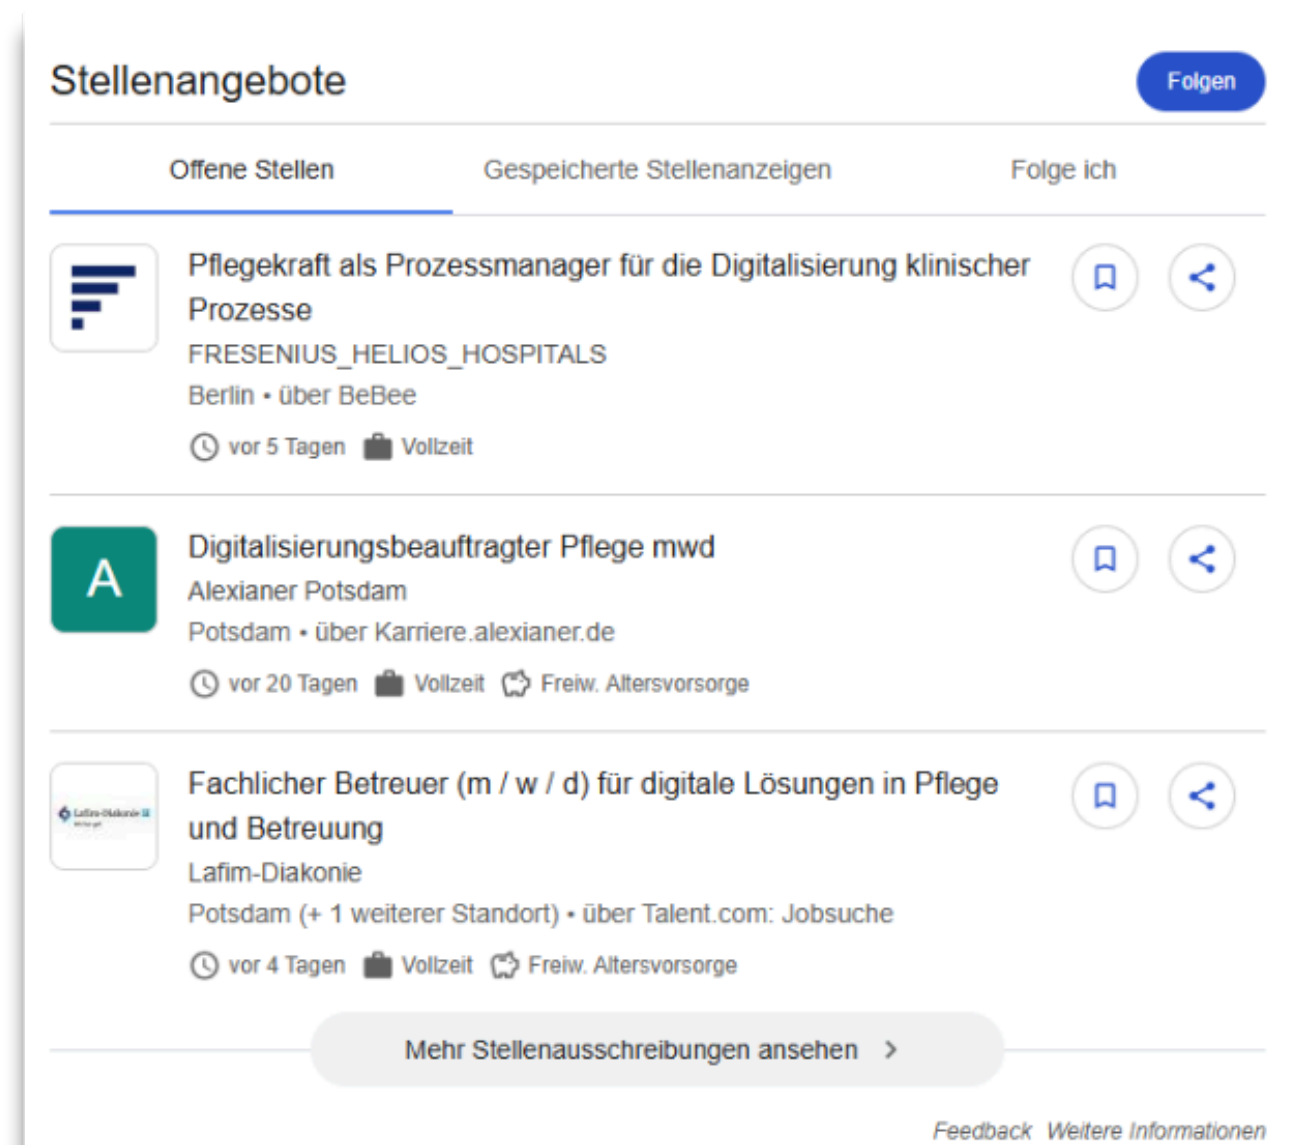 Stellenangebote
Folgen
Offene Stellen
Gespeicherte Stellenanzeigen
Folge ich
Pflegekraft als Prozessmanager für die Digitalisierung klinischer
Prozesse
FRESENIUS_HELIOS_HOSPITALS
Berlin • über BeBee
vor 5 Tagen Vollzeit
A
Digitalisierungsbeauftragter Pflege mwd
Alexianer Potsdam
Potsdam • über Karriere.alexianer.de
vor 20 Tagen Vollzeit Freiw. Altersvorsorge
Lafim-Diakonie
Fachlicher Betreuer (m / w / d) für digitale Lösungen in Pflege
und Betreuung
Lafim-Diakonie
Potsdam (+ 1 weiterer Standort) • über Talent.com: Jobsuche
vor 4 Tagen Vollzeit Freiw. Altersvorsorge
Mehr Stellenausschreibungen ansehen
Feedback Weitere Informationen